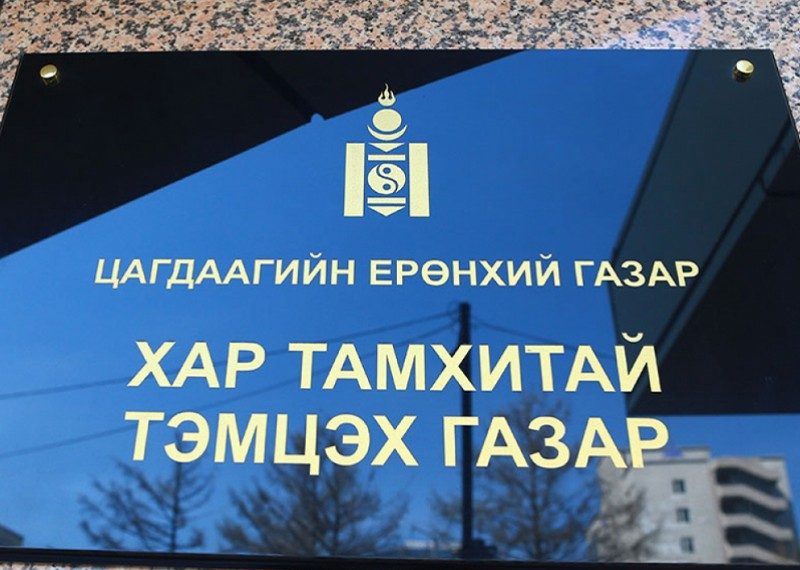 ЦАГДААГИЙН ЕРӨНХИЙ ГАЗАР
ХАР ТАМХИТАЙ
ТЭМЦЭХ ГАЗАР